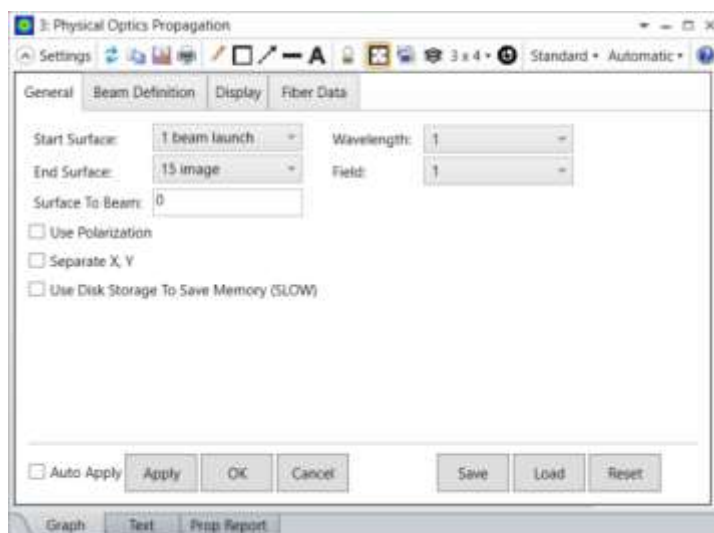 3: Physical Optics Propagation
Settings A 3 x 4 Standard Automatic
General Beam Definition Display Fiber Data
Start Surface: 1 beam launch Wavelength: 1
End Surface: 15 image Field: 1
Surface To Beam: 0
Use Polarization
Separate X, Y
Use Disk Storage To Save Memory (SLOW)
Auto Apply Apply OK Cancel Save Load Reset
Graph Text Prop Report